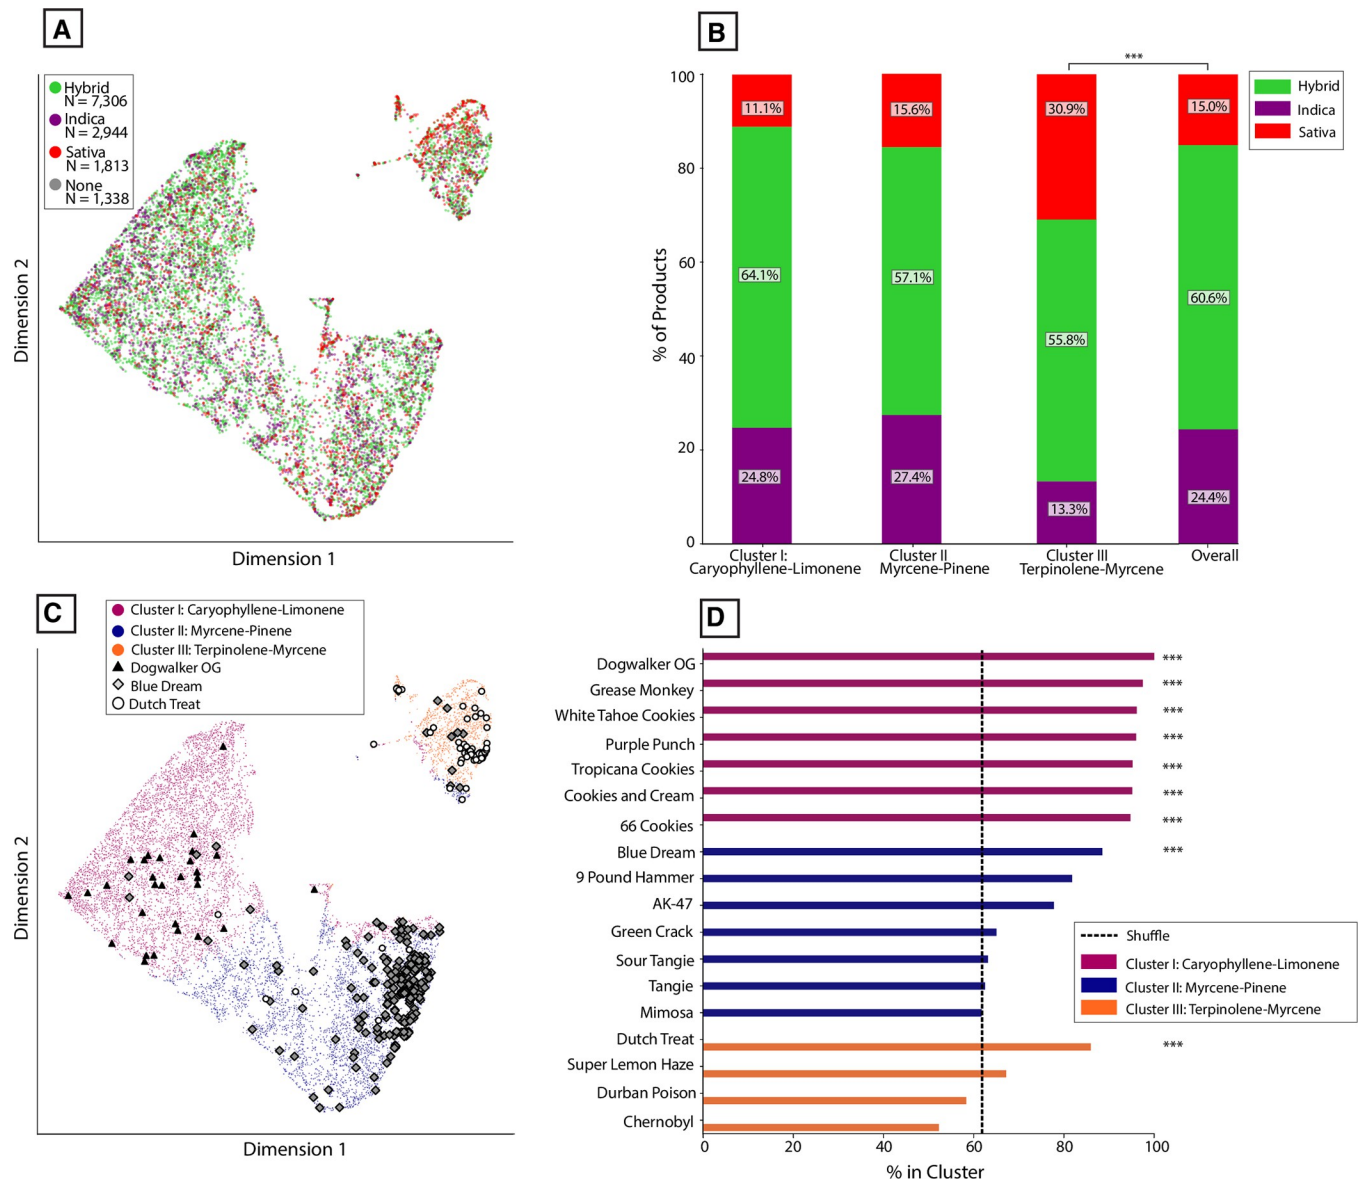 A
Hybrid
N = 7,306
Indica
N = 2,944
Sativa
N = 1,813
None
N = 1,338
Dimension 2
Dimension 1
B
***
100
80
60
40
20
0
% of Products
11.1%
64.1%
24.8%
15.6%
57.1%
27.4%
30.9%
55.8%
13.3%
15.0%
60.6%
24.4%
Hybrid
Indica
Sativa
Cluster I:
Caryophyllene-Limonene
Cluster II
Myrcene-Pinene
Cluster III
Terpinolene-Myrcene
Overall
C
Cluster I: Caryophyllene-Limonene
Cluster II: Myrcene-Pinene
Cluster III: Terpinolene-Myrcene
Dogwalker OG
Blue Dream
Dutch Treat
Dimension 2
Dimension 1
D
Dogwalker OG ***
Grease Monkey ***
White Tahoe Cookies ***
Purple Punch ***
Tropicana Cookies ***
Cookies and Cream ***
66 Cookies ***
Blue Dream ***
9 Pound Hammer
AK-47
Green Crack
Sour Tangie
Tangie
Mimosa
Dutch Treat ***
Super Lemon Haze
Durban Poison
Chernobyl
0 20 40 60 80 100
% in Cluster
Shuffle
Cluster I: Caryophyllene-Limonene
Cluster II: Myrcene-Pinene
Cluster III: Terpinolene-Myrcene